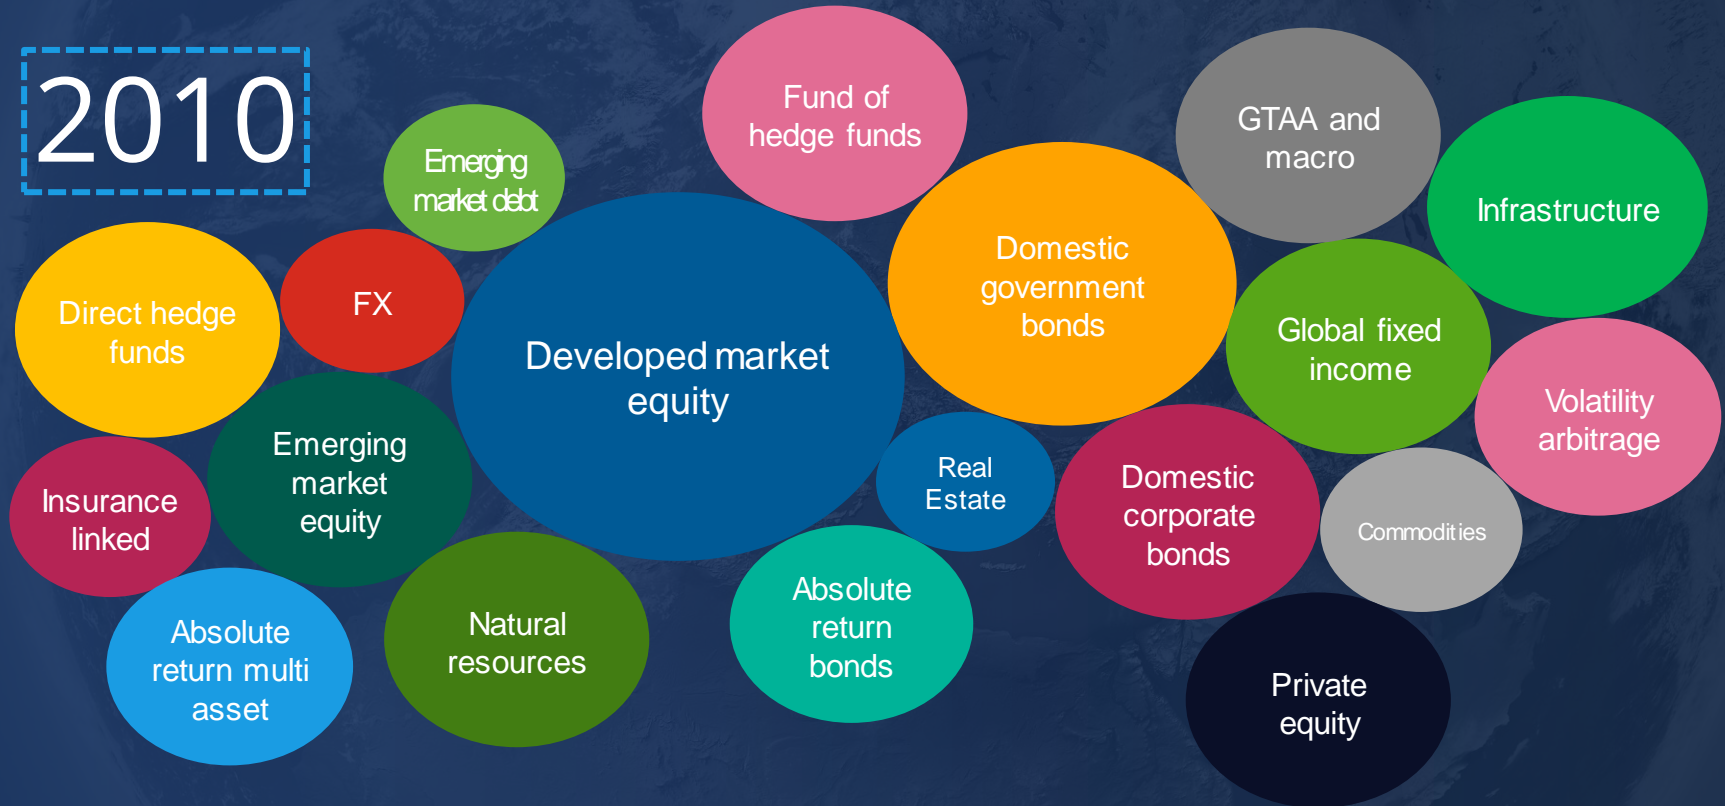 2010
Emerging
market debt
Fund of
hedge funds
GTAA and
macro
Infrastructure
Direct hedge
funds
FX
Developed market
equity
Domestic
government
bonds
Global fixed
income
Volatility
arbitrage
Insurance
linked
Emerging
market
equity
Real
Estate
Domestic
corporate
bonds
Commodities
Absolute
return multi
asset
Natural
resources
Absolute
return
bonds
Private
equity